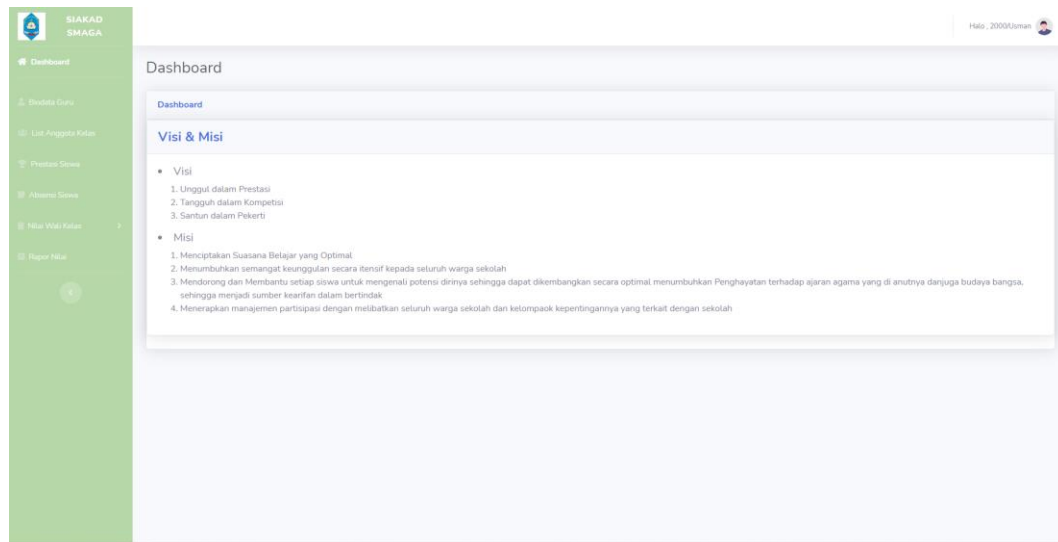 SIAKAD
SMAGA
Halo , 2000/Usman
Dashboard
Biodata Guru
List Anggota Kelas
Prestasi Siswa
Absensi Siswa
Nilai Wali Kelas
Rapor Nilai
Dashboard
Dashboard
Visi & Misi
Visi
1. Unggul dalam Prestasi
2. Tangguh dalam Kompetisi
3. Santun dalam Pekerti
Misi
1. Menciptakan Suasana Belajar yang Optimal
2. Menumbuhkan semangat keunggulan secara itensif kepada seluruh warga sekolah
3. Mendorong dan Membantu setiap siswa untuk mengenali potensi dirinya sehingga dapat dikembangkan secara optimal menumbuhkan Penghayatan terhadap ajaran agama yang di anutnya danjuga budaya bangsa,
sehingga menjadi sumber kearifan dalam bertindak
4. Menerapkan manajemen partisipasi dengan melibatkan seluruh warga sekolah dan kelompaok kepentingannya yang terkait dengan sekolah